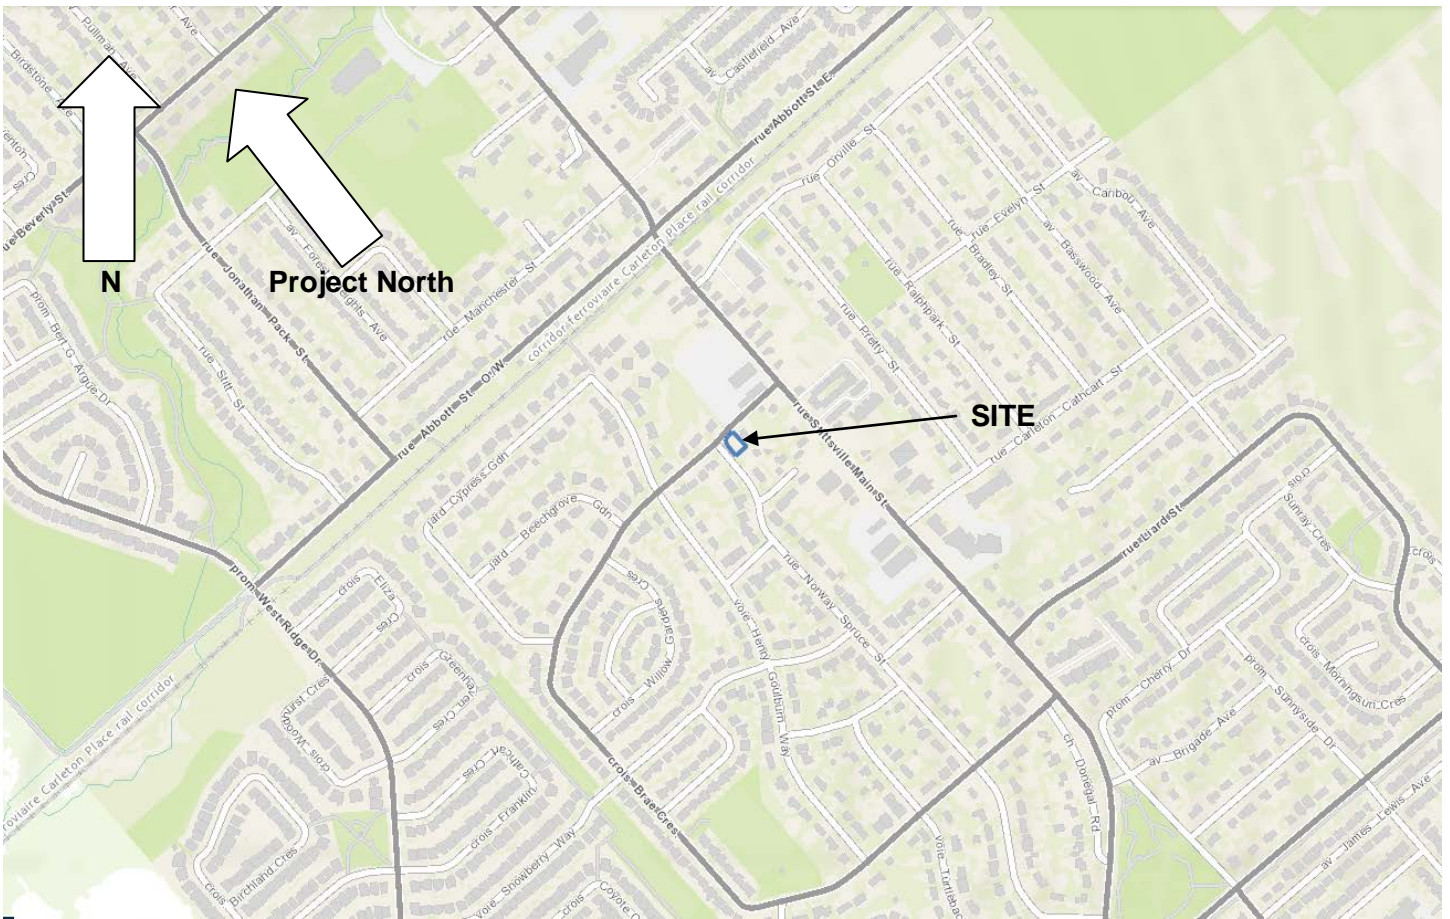 Pullman Ave
Ave
Birdstone Ave
av Castlefield Ave
rue Abbott St E
rue Orville St
av Caribou Ave
rue Evelyn St
rue Beverly St
av Basswood Ave
rue Bradley St
rue Ralphpark St
rue Pretty St
N
Project North
rue Jonathan Pack St
rue Manchester St
corridor ferroviaire Carleton Place rail corridor
prom Bert G Argue Dr
rue Stitt St
rue Abbott St O/W
SITE
rue Stittsville Main St
rue Carleton Cathcart St
jard Cypress Gdn
jard Beechgrove Gdn
rue Liard St
crois Sunray Cres
crois
prom West Ridge Dr
crois Eliza Cres
crois Willow Gardens Cres
voie Henry Goulburn Way
rue Norway Spruce St
crois Morningsun Cres
prom Cherry Dr
prom Sunnyside Dr
av Brigade Ave
ch Donegal Rd
crois Braé Cres
crois Franklin Cathcart Cres
voie Snowberry Way
crois Birchland Cres
Coyote
av James Lewis Ave